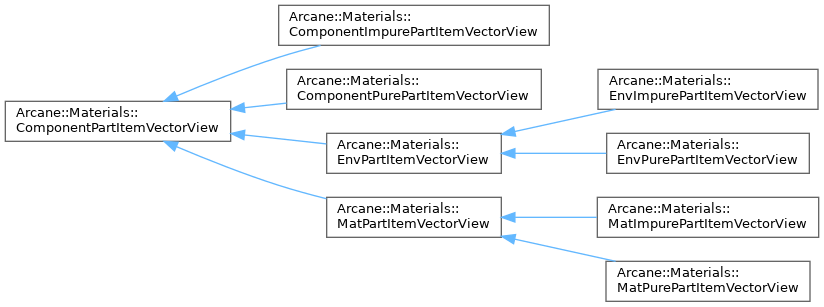 Arcane::Materials::
ComponentImpurePartItemVectorView
Arcane::Materials::
ComponentPurePartItemVectorView
Arcane::Materials::
EnvImpurePartItemVectorView
Arcane::Materials::
ComponentPartItemVectorView
Arcane::Materials::
EnvPartItemVectorView
Arcane::Materials::
EnvPurePartItemVectorView
Arcane::Materials::
MatPartItemVectorView
Arcane::Materials::
MatImpurePartItemVectorView
Arcane::Materials::
MatPurePartItemVectorView